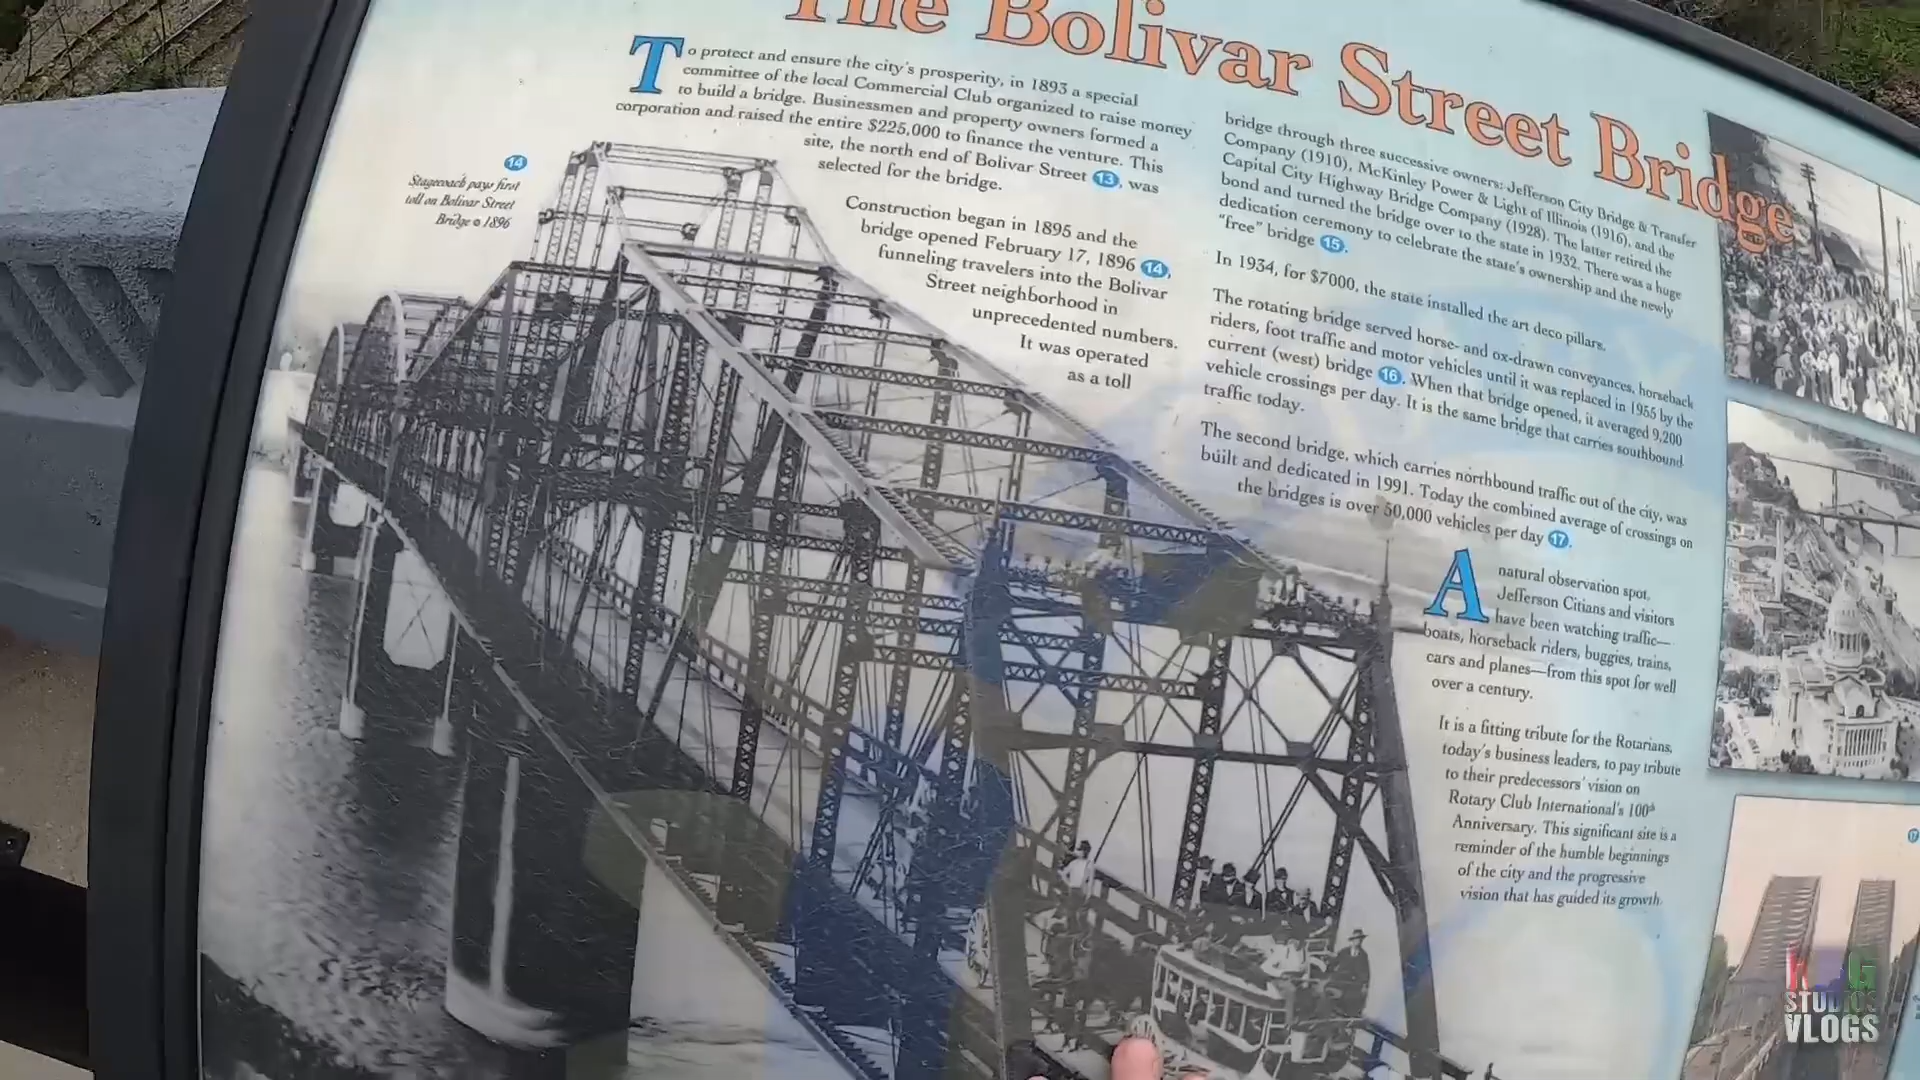 The Bolivar Street Bridge
To protect and ensure the city's prosperity, in 1893 a special
committee of the local Commercial Club organized to raise money
to build a bridge. Businessmen and property owners formed a
corporation and raised the entire $225,000 to finance the venture. This
site, the north end of Bolivar Street 13, was
selected for the bridge.
14
Stagecoach pays first
toll on Bolivar Street
Bridge 1896
Construction began in 1895 and the
bridge opened February 17, 1896 14,
funneling travelers into the Bolivar
Street neighborhood in
unprecedented numbers.
It was operated
as a toll
bridge through three successive owners: Jefferson City Bridge & Transfer
Company (1910), McKinley Power & Light of Illinois (1916), and the
Capital City Highway Bridge Company (1928). The latter retired the
bond and turned the bridge over to the state in 1932. There was a huge
dedication ceremony to celebrate the state's ownership and the newly
"free" bridge 15.
In 1934, for $7000, the state installed the art deco pillars.
The rotating bridge served horse- and ox-drawn conveyances, horseback
riders, foot traffic and motor vehicles until it was replaced in 1955 by the
current (west) bridge 16. When that bridge opened, it averaged 9,200
vehicle crossings per day. It is the same bridge that carries southbound
traffic today.
The second bridge, which carries northbound traffic out of the city, was
built and dedicated in 1991. Today the combined average of crossings on
the bridges is over 50,000 vehicles per day 17.
A natural observation spot,
Jefferson Citians and visitors
have been watching traffic—
boats, horseback riders, buggies, trains,
cars and planes—from this spot for well
over a century.
It is a fitting tribute for the Rotarians,
today's business leaders, to pay tribute
to their predecessors' vision on
Rotary Club International's 100th
Anniversary. This significant site is a
reminder of the humble beginnings
of the city and the progressive
vision that has guided its growth.
17
STUDIOS
VLOGS